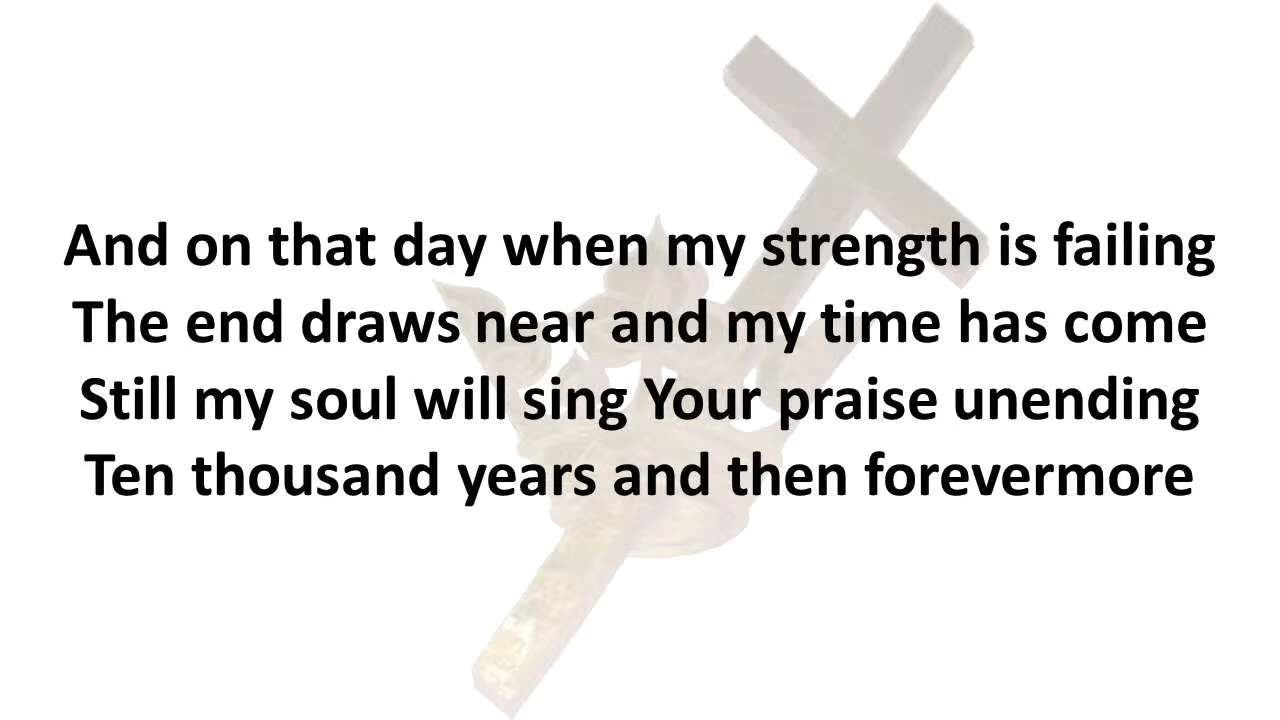 And on that day when my strength is failing
The end draws near and my time has come
Still my soul will sing Your praise unending
Ten thousand years and then forevermore